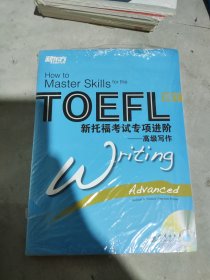 新东方
How to
Master Skills for the
TOEFL iBT
新托福考试专项进阶
——高级写作
Writing
Advanced